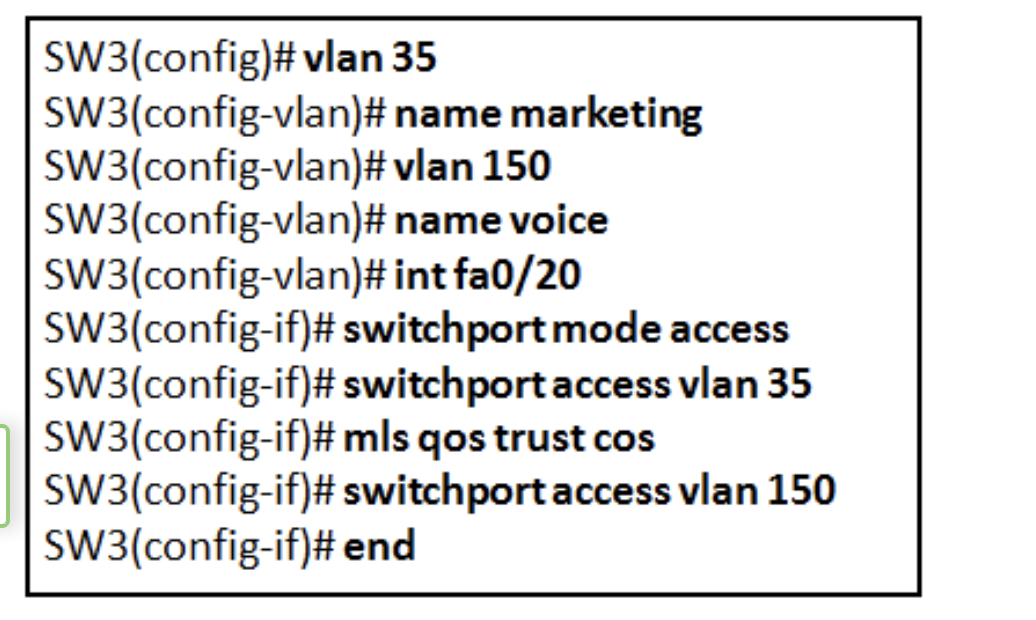 SW3(config)# vlan 35
SW3(config-vlan)# name marketing
SW3(config-vlan)# vlan 150
SW3(config-vlan)# name voice
SW3(config-vlan)# int fa0/20
SW3(config-if)# switchport mode access
SW3(config-if)# switchport access vlan 35
SW3(config-if)# mls qos trust cos
SW3(config-if)# switchport access vlan 150
SW3(config-if)# end